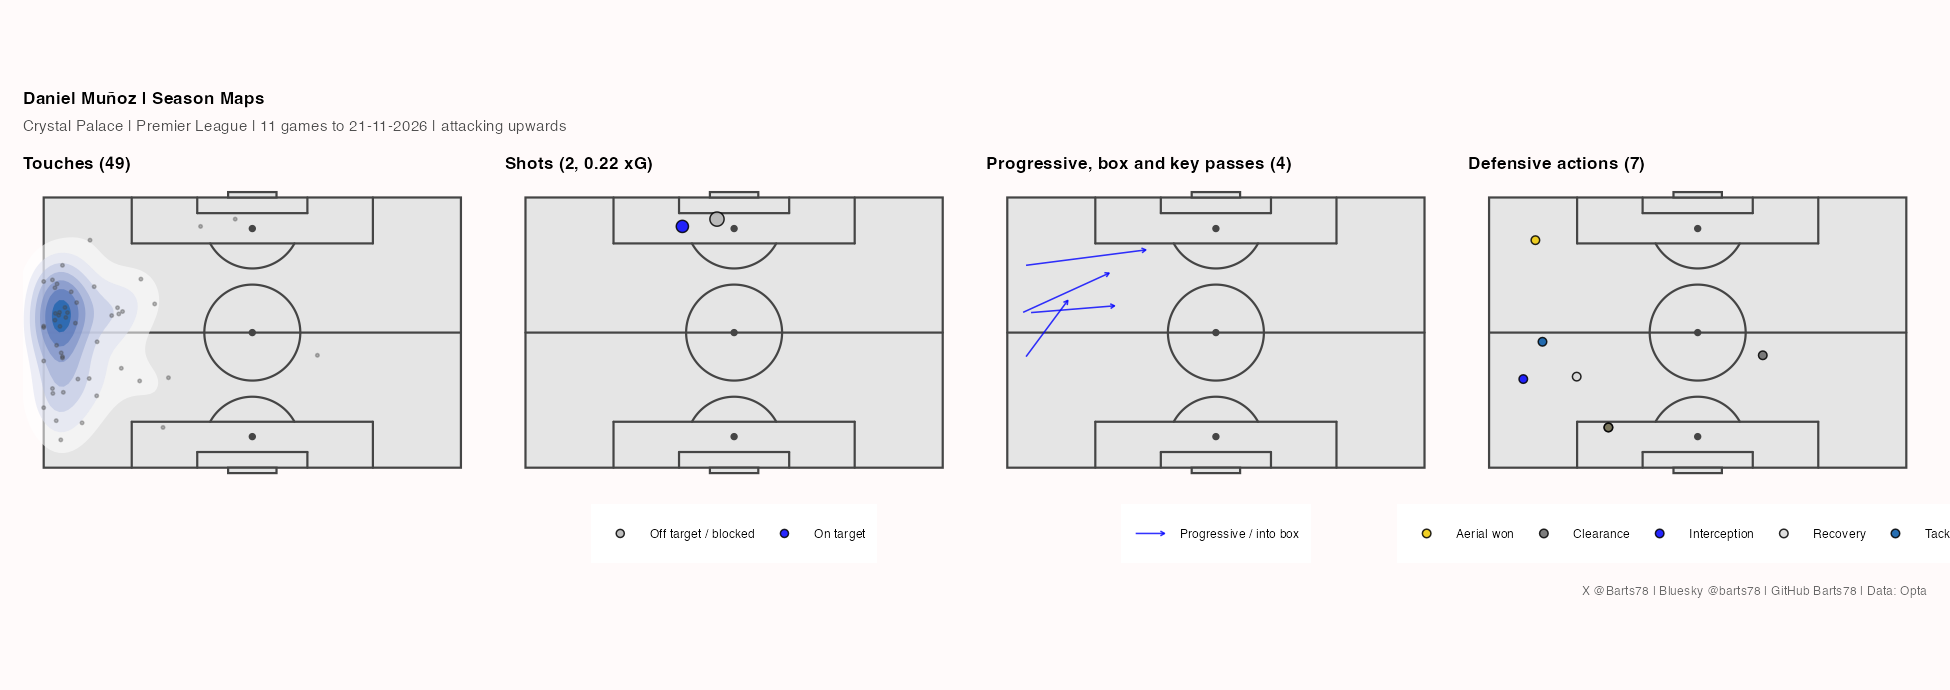 Daniel Muñoz | Season Maps
Crystal Palace | Premier League | 11 games to 21-11-2026 | attacking upwards
Touches (49)
Shots (2, 0.22 xG)
Progressive, box and key passes (4)
Defensive actions (7)
Off target / blocked
On target
Progressive / into box
Aerial won
Clearance
Interception
Recovery
Tack
X @Barts78 | Bluesky @barts78 | GitHub Barts78 | Data: Opta